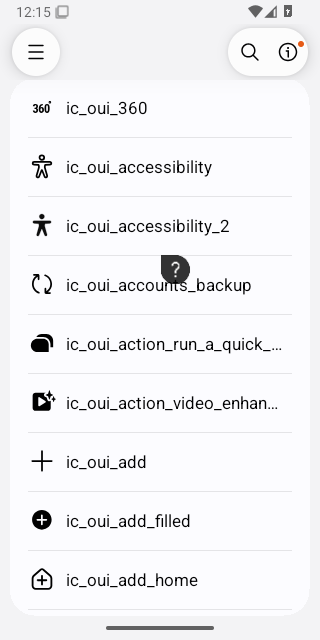 12:15
360°
ic_oui_360
ic_oui_accessibility
ic_oui_accessibility_2
?
ic_oui_accounts_backup
ic_oui_action_run_a_quick_...
ic_oui_action_video_enhan...
ic_oui_add
ic_oui_add_filled
ic_oui_add_home